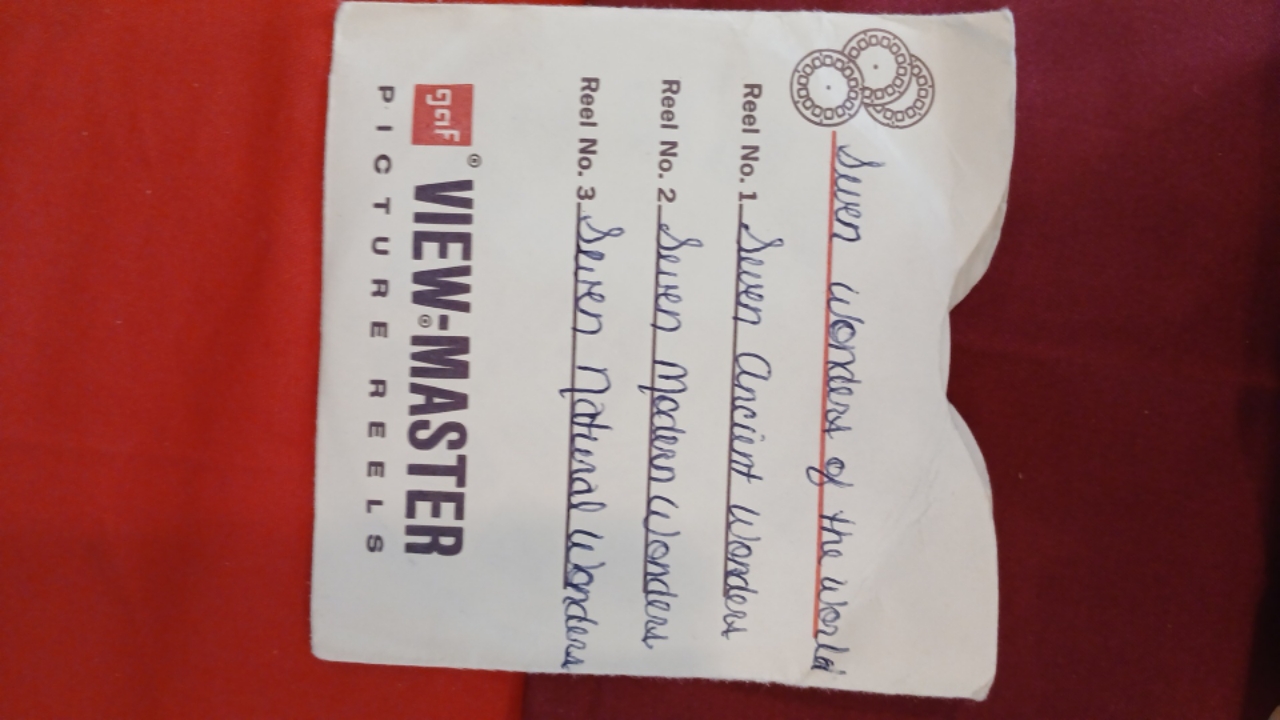 Seven Wonders of the World
Reel No. 1 Seven Ancient Wonders
Reel No. 2 Seven Modern Wonders
Reel No. 3 Seven Natural Wonders
gaf® VIEW-MASTER®
PICTURE REELS